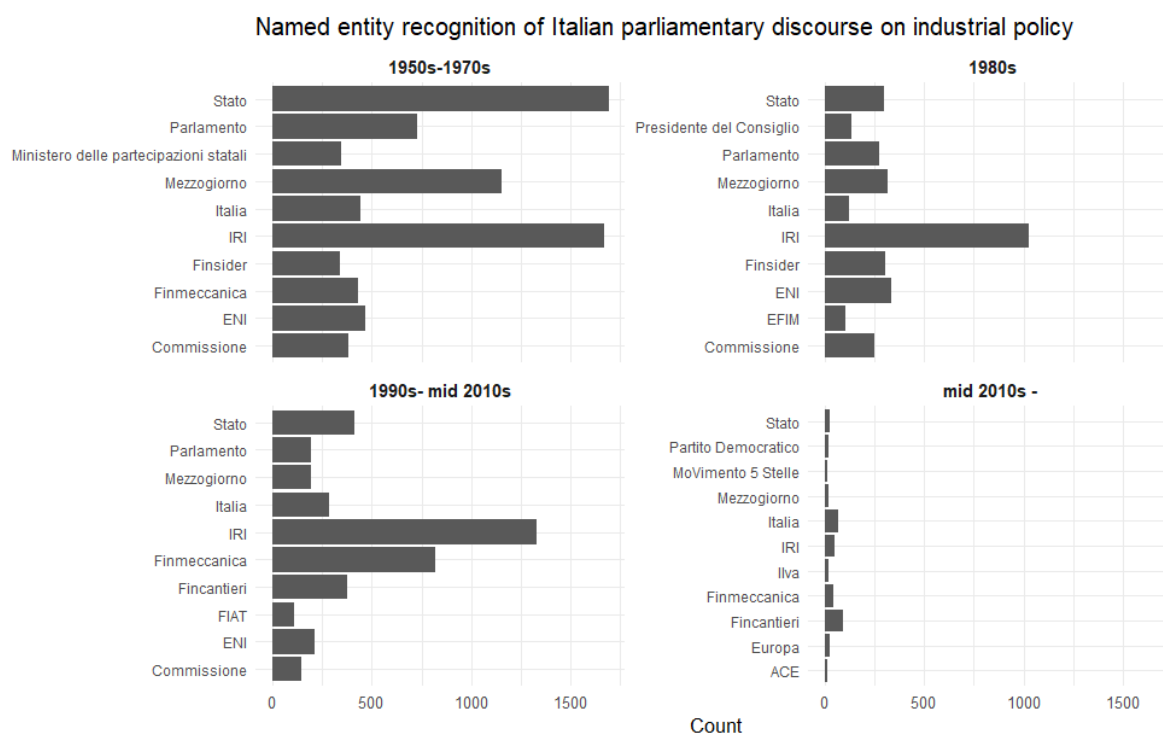 Named entity recognition of Italian parliamentary discourse on industrial policy
1950s-1970s
Stato
Parlamento
Ministero delle partecipazioni statali
Mezzogiorno
Italia
IRI
Finsider
Finmeccanica
ENI
Commissione
1980s
Stato
Presidente del Consiglio
Parlamento
Mezzogiorno
Italia
IRI
Finsider
ENI
EFIM
Commissione
1990s- mid 2010s
Stato
Parlamento
Mezzogiorno
Italia
IRI
Finmeccanica
Fincantieri
FIAT
ENI
Commissione
0 500 1000 1500
mid 2010s -
Stato
Partito Democratico
MoVimento 5 Stelle
Mezzogiorno
Italia
IRI
Ilva
Finmeccanica
Fincantieri
Europa
ACE
0 500 1000 1500
Count